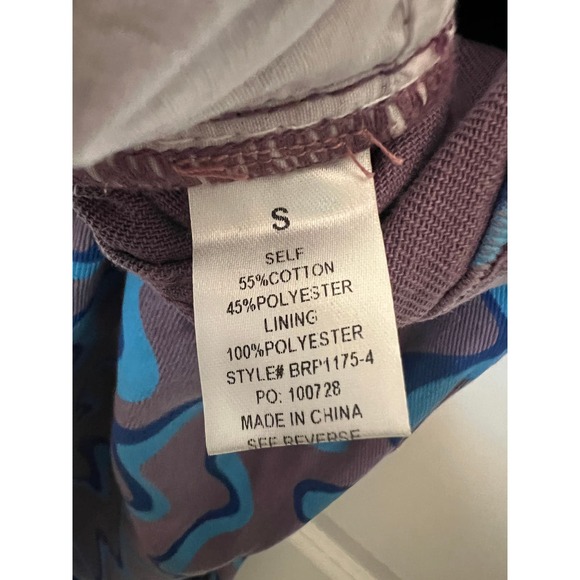 S
SELF
55%COTTON
45%POLYESTER
LINING
100%POLYESTER
STYLE# BRP1175-4
PO: 100728
MADE IN CHINA
SEE REVERSE